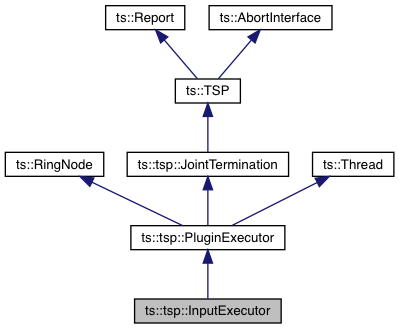 ts::Report
ts::AbortInterface
ts::TSP
ts::RingNode
ts::tsp::JointTermination
ts::Thread
ts::tsp::PluginExecutor
ts::tsp::InputExecutor